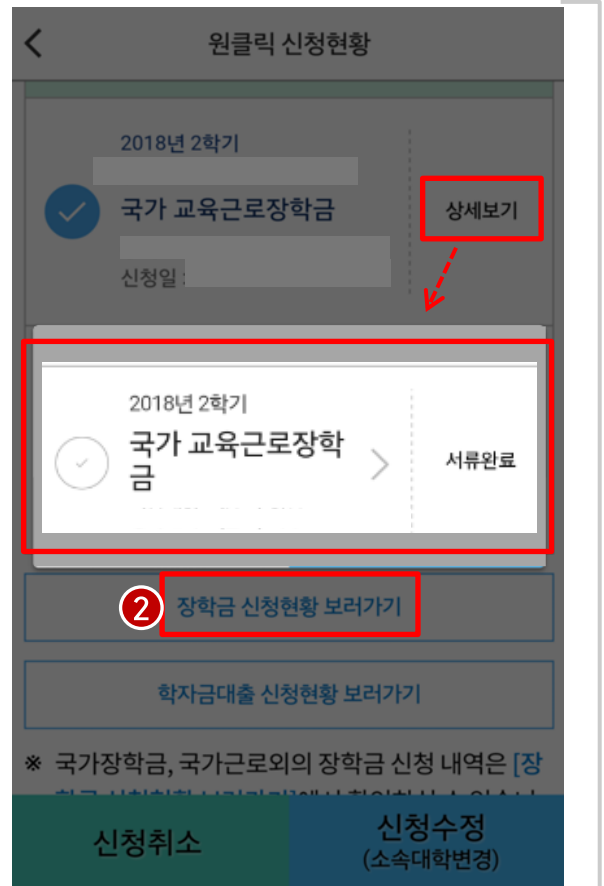 원클릭 신청현황
2018년 2학기
국가 교육근로장학금
상세보기
신청일 :
2018년 2학기
국가 교육근로장학
금
서류완료
2 장학금 신청현황 보러가기
학자금대출 신청현황 보러가기
※ 국가장학금, 국가근로외의 장학금 신청 내역은 [장
신청취소
신청수정
(소속대학변경)